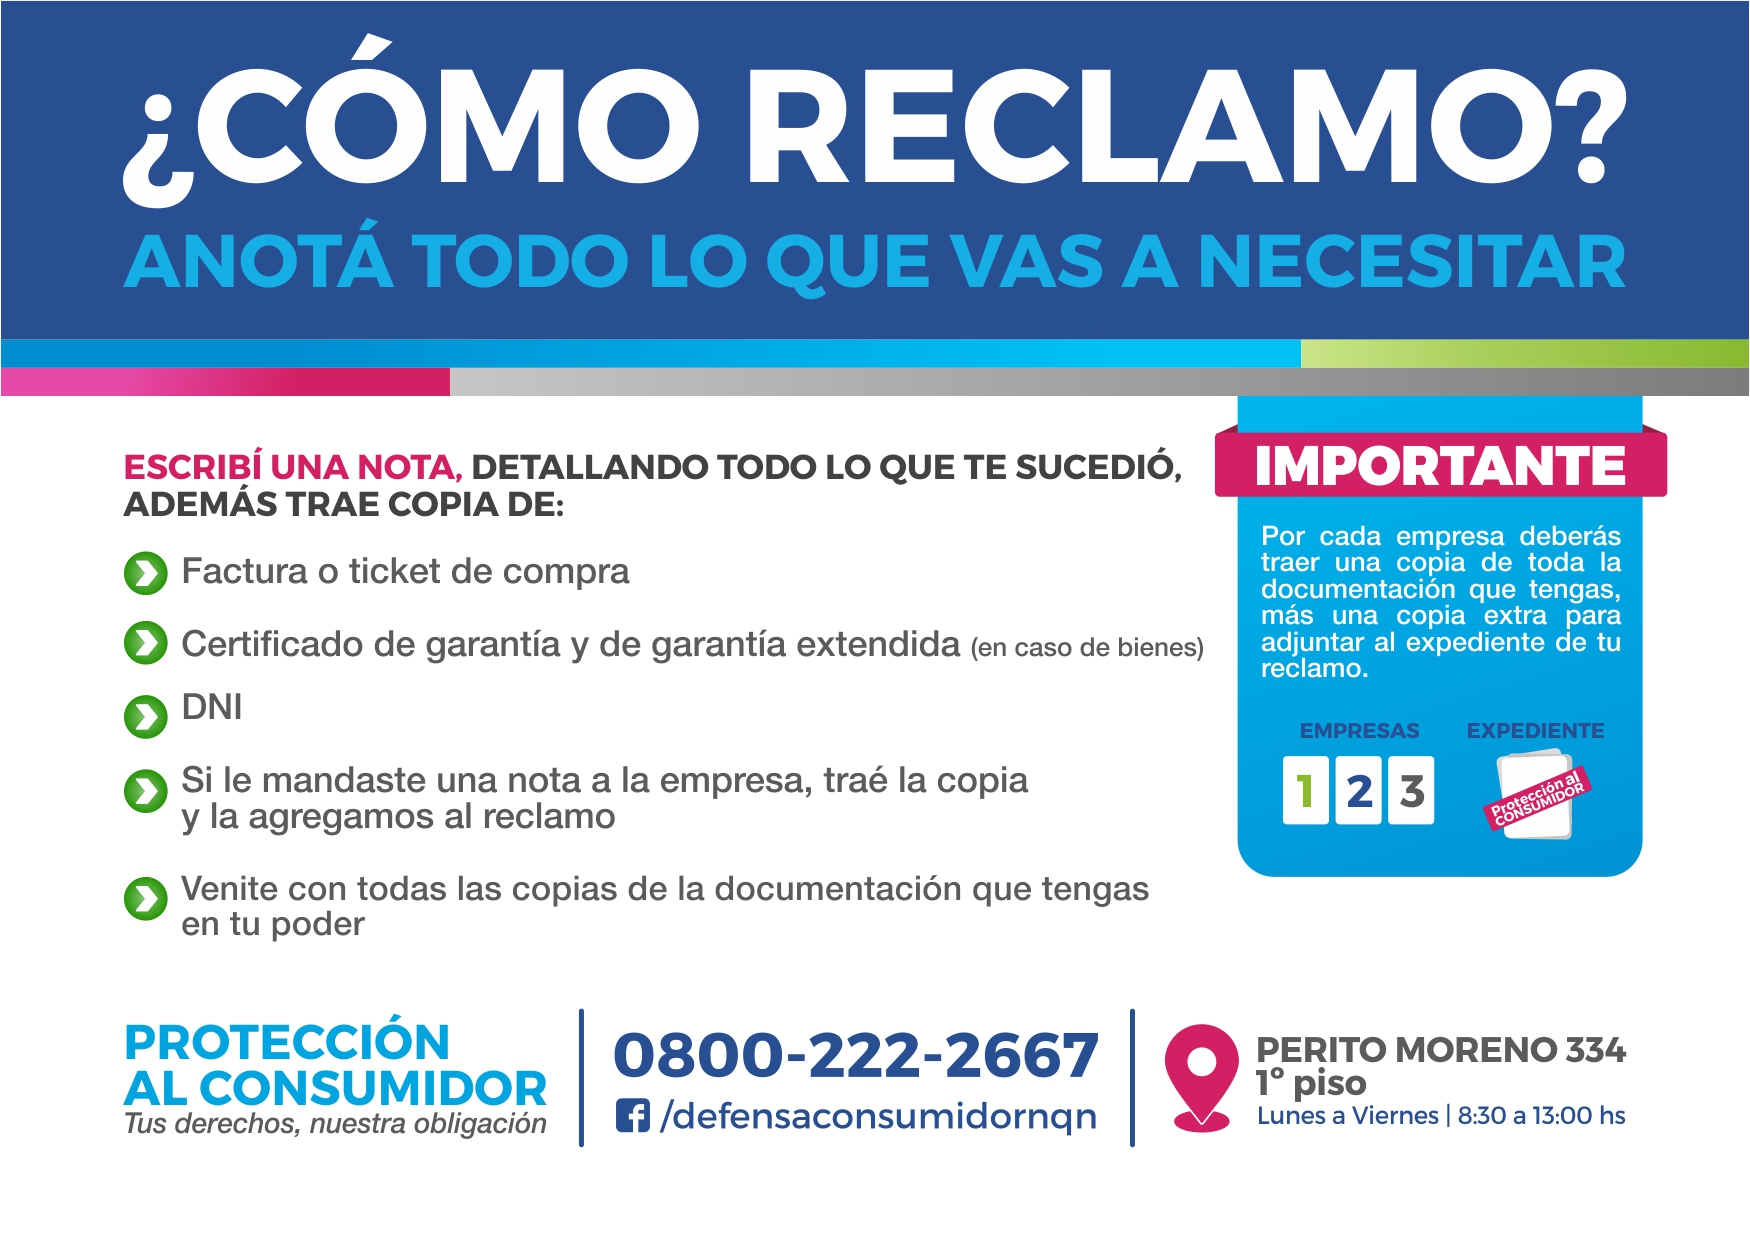 ¿CÓMO RECLAMO?
ANOTÁ TODO LO QUE VAS A NECESITAR
ESCRIBÍ UNA NOTA, DETALLANDO TODO LO QUE TE SUCEDIÓ,
ADEMÁS TRAE COPIA DE:
Factura o ticket de compra
Certificado de garantía y de garantía extendida (en caso de bienes)
DNI
Si le mandaste una nota a la empresa, traé la copia
y la agregamos al reclamo
Venite con todas las copias de la documentación que tengas
en tu poder
IMPORTANTE
Por cada empresa deberás
traer una copia de toda la
documentación que tengas,
más una copia extra para
adjuntar al expediente de tu
reclamo.
EMPRESAS
1 2 3
EXPEDIENTE
Protección al
CONSUMIDOR
PROTECCIÓN
AL CONSUMIDOR
Tus derechos, nuestra obligación
0800-222-2667
/defensaconsumidornqn
PERITO MORENO 334
1º piso
Lunes a Viernes | 8:30 a 13:00 hs